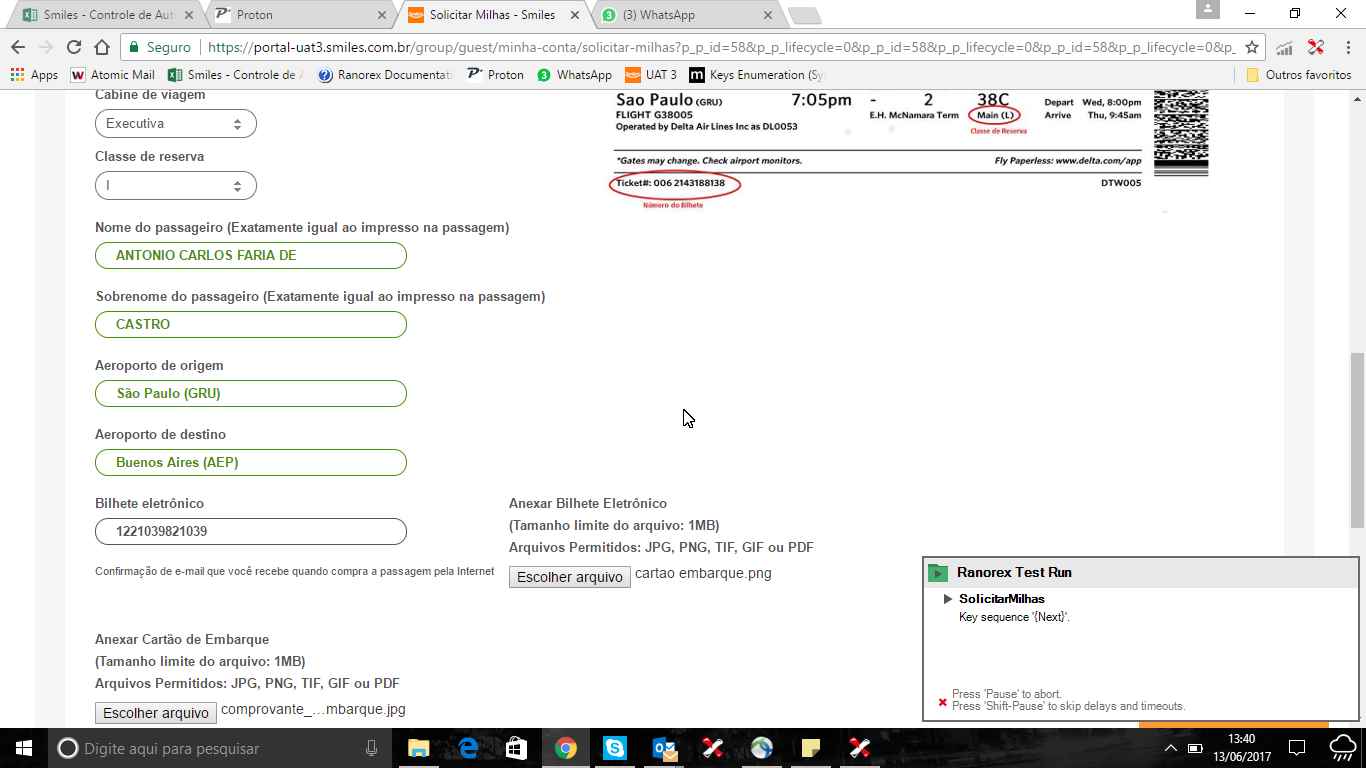 Smiles - Controle de Aut
Proton
Solicitar Milhas - Smiles
(3) WhatsApp
Seguro
https://portal-uat3.smiles.com.br/group/guest/minha-conta/solicitar-milhas?p_p_id=58&p_p_lifecycle=0&p_p_id=58&p_p_lifecycle=0&p_p_id=58&p_p_lifecycle=0&p_
Apps
Atomic Mail
Smiles - Controle de A
Ranorex Documentati
Proton
WhatsApp
UAT 3
Keys Enumeration (Sy
Outros favoritos
Cabine de viagem
Executiva
Classe de reserva
I
Sao Paulo (GRU) 7:05pm - 2 38C Depart Wed, 8:00pm
FLIGHT G38005 E.H. McNamara Term Main (L) Arrive Thu, 9:45am
Operated by Delta Air Lines Inc as DL0053 Classe de Reserva
*Gates may change. Check airport monitors. Fly Paperless: www.delta.com/app
Ticket#: 006 2143188138 DTW005
Número do Bilhete
Nome do passageiro (Exatamente igual ao impresso na passagem)
ANTONIO CARLOS FARIA DE
Sobrenome do passageiro (Exatamente igual ao impresso na passagem)
CASTRO
Aeroporto de origem
São Paulo (GRU)
Aeroporto de destino
Buenos Aires (AEP)
Bilhete eletrônico
1221039821039
Confirmação de e-mail que você recebe quando compra a passagem pela Internet
Anexar Bilhete Eletrônico
(Tamanho limite do arquivo: 1MB)
Arquivos Permitidos: JPG, PNG, TIF, GIF ou PDF
Escolher arquivo cartao embarque.png
Anexar Cartão de Embarque
(Tamanho limite do arquivo: 1MB)
Arquivos Permitidos: JPG, PNG, TIF, GIF ou PDF
Escolher arquivo comprovante_...mbarque.jpg
Ranorex Test Run
SolicitarMilhas
Key sequence '{Next}'.
Press 'Pause' to abort.
Press 'Shift-Pause' to skip delays and timeouts.
Digite aqui para pesquisar
13:40
13/06/2017